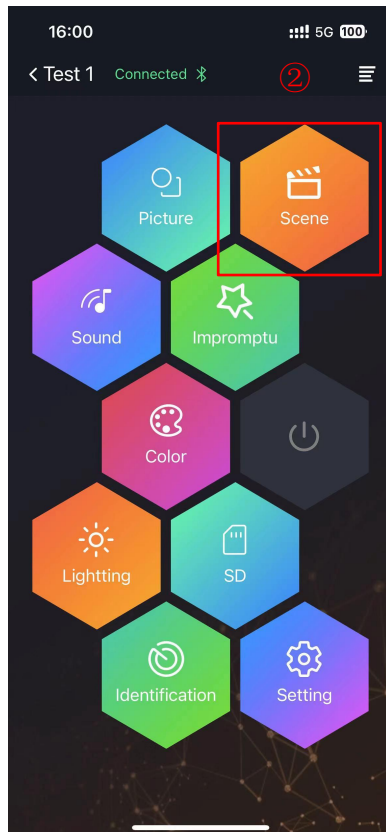 16:00 5G 100
< Test 1 Connected ②
Picture Scene
Sound Impromptu
Color
Lightting SD
Identification Setting